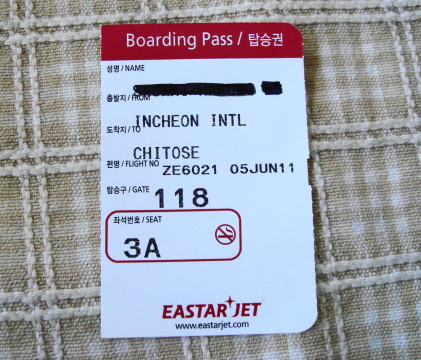 Boarding Pass / 탑승권
성명 / NAME
출발지 / FROM
INCHEON INTL
도착지 / TO
CHITOSE
편명 / FLIGHT NO
ZE6021 05JUN11
탑승구 / GATE 118
좌석번호 / SEAT
3A
EASTAR JET
www.eastarjet.com